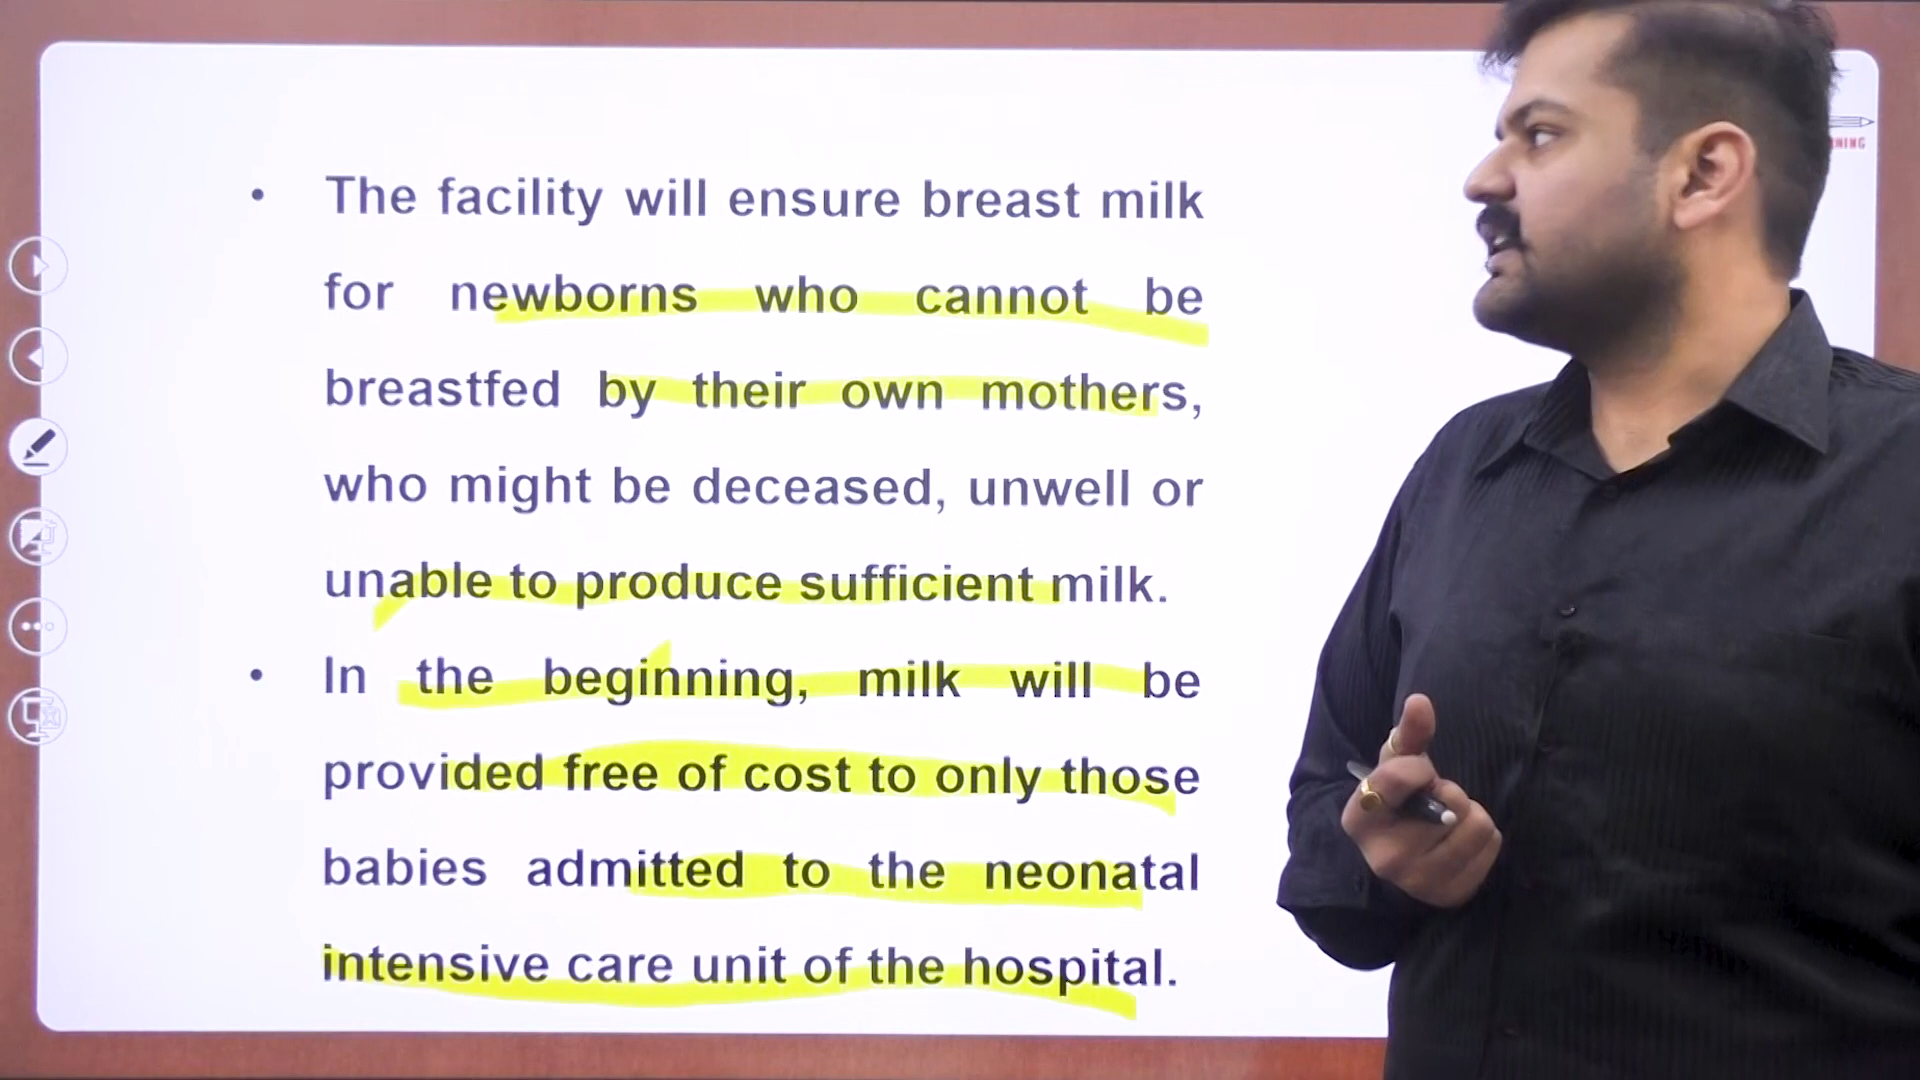 • The facility will ensure breast milk
for newborns who cannot be
breastfed by their own mothers,
who might be deceased, unwell or
unable to produce sufficient milk.
• In the beginning, milk will be
provided free of cost to only those
babies admitted to the neonatal
intensive care unit of the hospital.